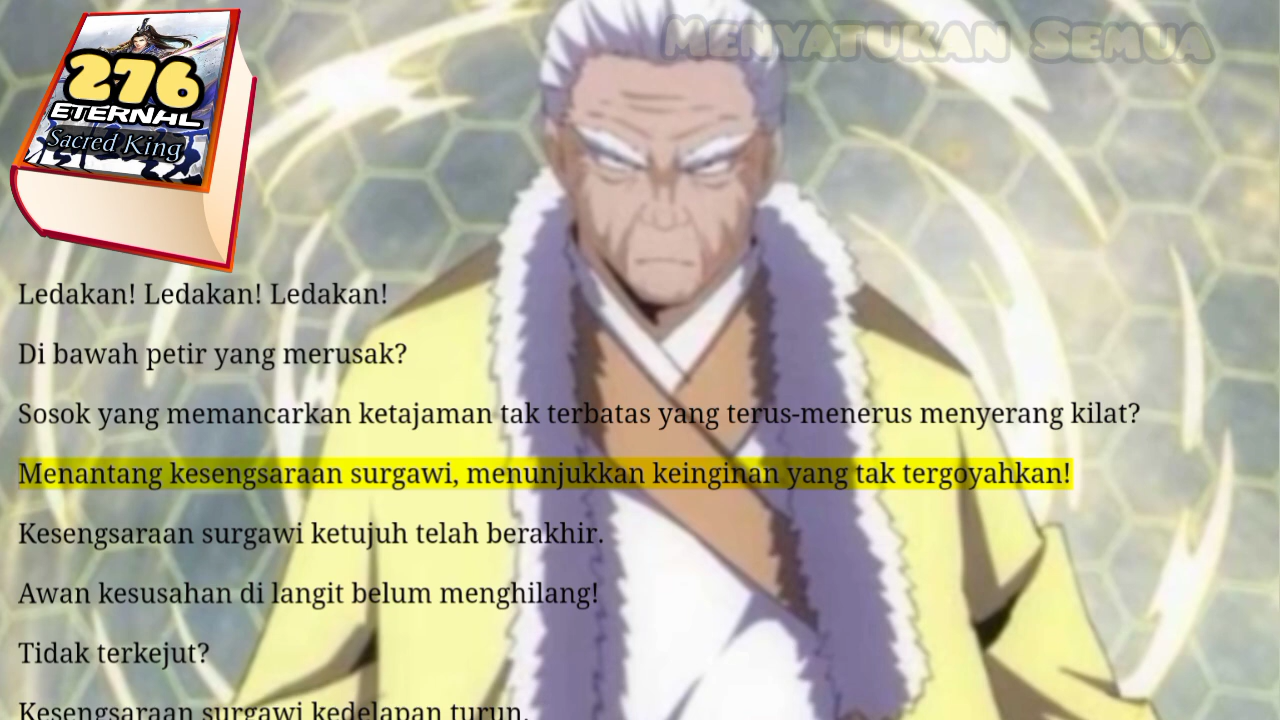 Menyatukan Semua
276
ETERNAL
Sacred King
Ledakan! Ledakan! Ledakan!
Di bawah petir yang merusak?
Sosok yang memancarkan ketajaman tak terbatas yang terus-menerus menyerang kilat?
Menantang kesengsaraan surgawi, menunjukkan keinginan yang tak tergoyahkan!
Kesengsaraan surgawi ketujuh telah berakhir.
Awan kesusahan di langit belum menghilang!
Tidak terkejut?
Kesengsaraan surgawi kedelapan turun.